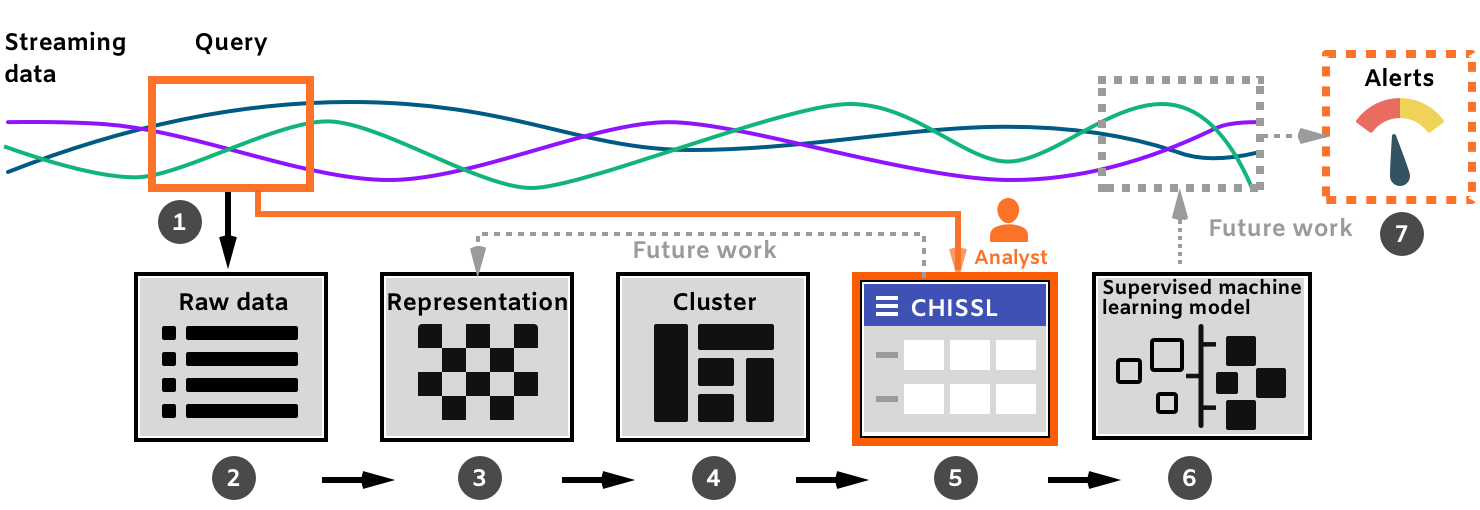 Streaming
data
Query
Alerts
1
Future work
Analyst
Future work
7
Raw data
Representation
Cluster
CHISSL
Supervised machine
learning model
2
3
4
5
6